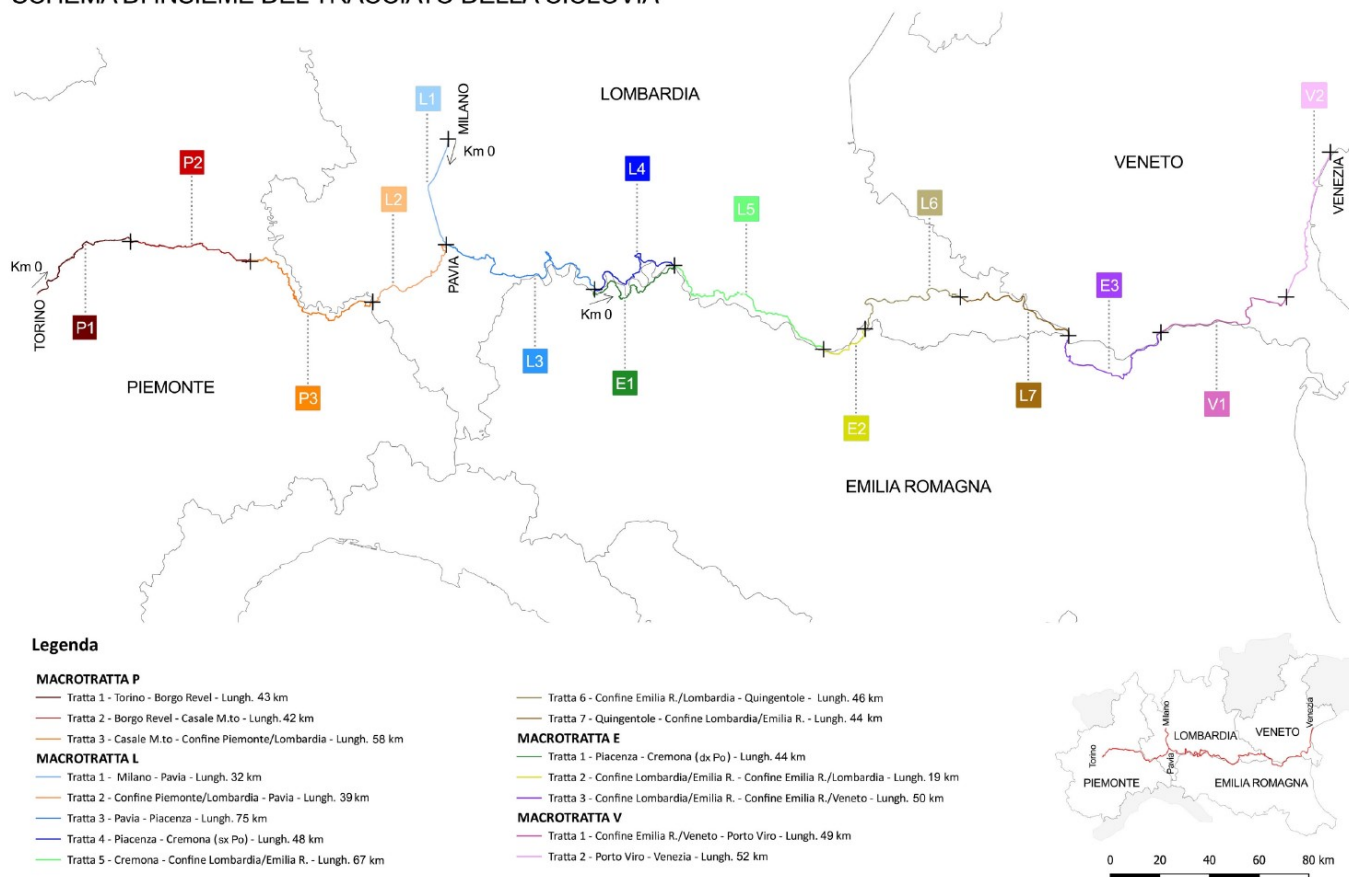 SCHEMA DI INSIEME DEL TRACCIATO DELLA CICLOVIA
L1
MILANO
LOMBARDIA
V2
Km 0
P2
L4
VENETO
VENEZIA
L2
L5
L6
Km 0
TORINO
PAVIA
E3
P1
Km 0
L3
E1
PIEMONTE
P3
L7
V1
E2
EMILIA ROMAGNA
Legenda
MACROTRATTA P
Tratta 1 - Torino - Borgo Revel - Lungh. 43 km
Tratta 2 - Borgo Revel - Casale M.to - Lungh. 42 km
Tratta 3 - Casale M.to - Confine Piemonte/Lombardia - Lungh. 58 km
MACROTRATTA L
Tratta 1 - Milano - Pavia - Lungh. 32 km
Tratta 2 - Confine Piemonte/Lombardia - Pavia - Lungh. 39 km
Tratta 3 - Pavia - Piacenza - Lungh. 75 km
Tratta 4 - Piacenza - Cremona (sx Po) - Lungh. 48 km
Tratta 5 - Cremona - Confine Lombardia/Emilia R. - Lungh. 67 km
Tratta 6 - Confine Emilia R./Lombardia - Quingentole - Lungh. 46 km
Tratta 7 - Quingentole - Confine Lombardia/Emilia R. - Lungh. 44 km
MACROTRATTA E
Tratta 1 - Piacenza - Cremona (dx Po) - Lungh. 44 km
Tratta 2 - Confine Lombardia/Emilia R. - Confine Emilia R./Lombardia - Lungh. 19 km
Tratta 3 - Confine Lombardia/Emilia R. - Confine Emilia R./Veneto - Lungh. 50 km
MACROTRATTA V
Tratta 1 - Confine Emilia R./Veneto - Porto Viro - Lungh. 49 km
Tratta 2 - Porto Viro - Venezia - Lungh. 52 km
Milano
Venezia
LOMBARDIA
VENETO
Torino
Pavia
PIEMONTE
EMILIA ROMAGNA
0 20 40 60 80 km